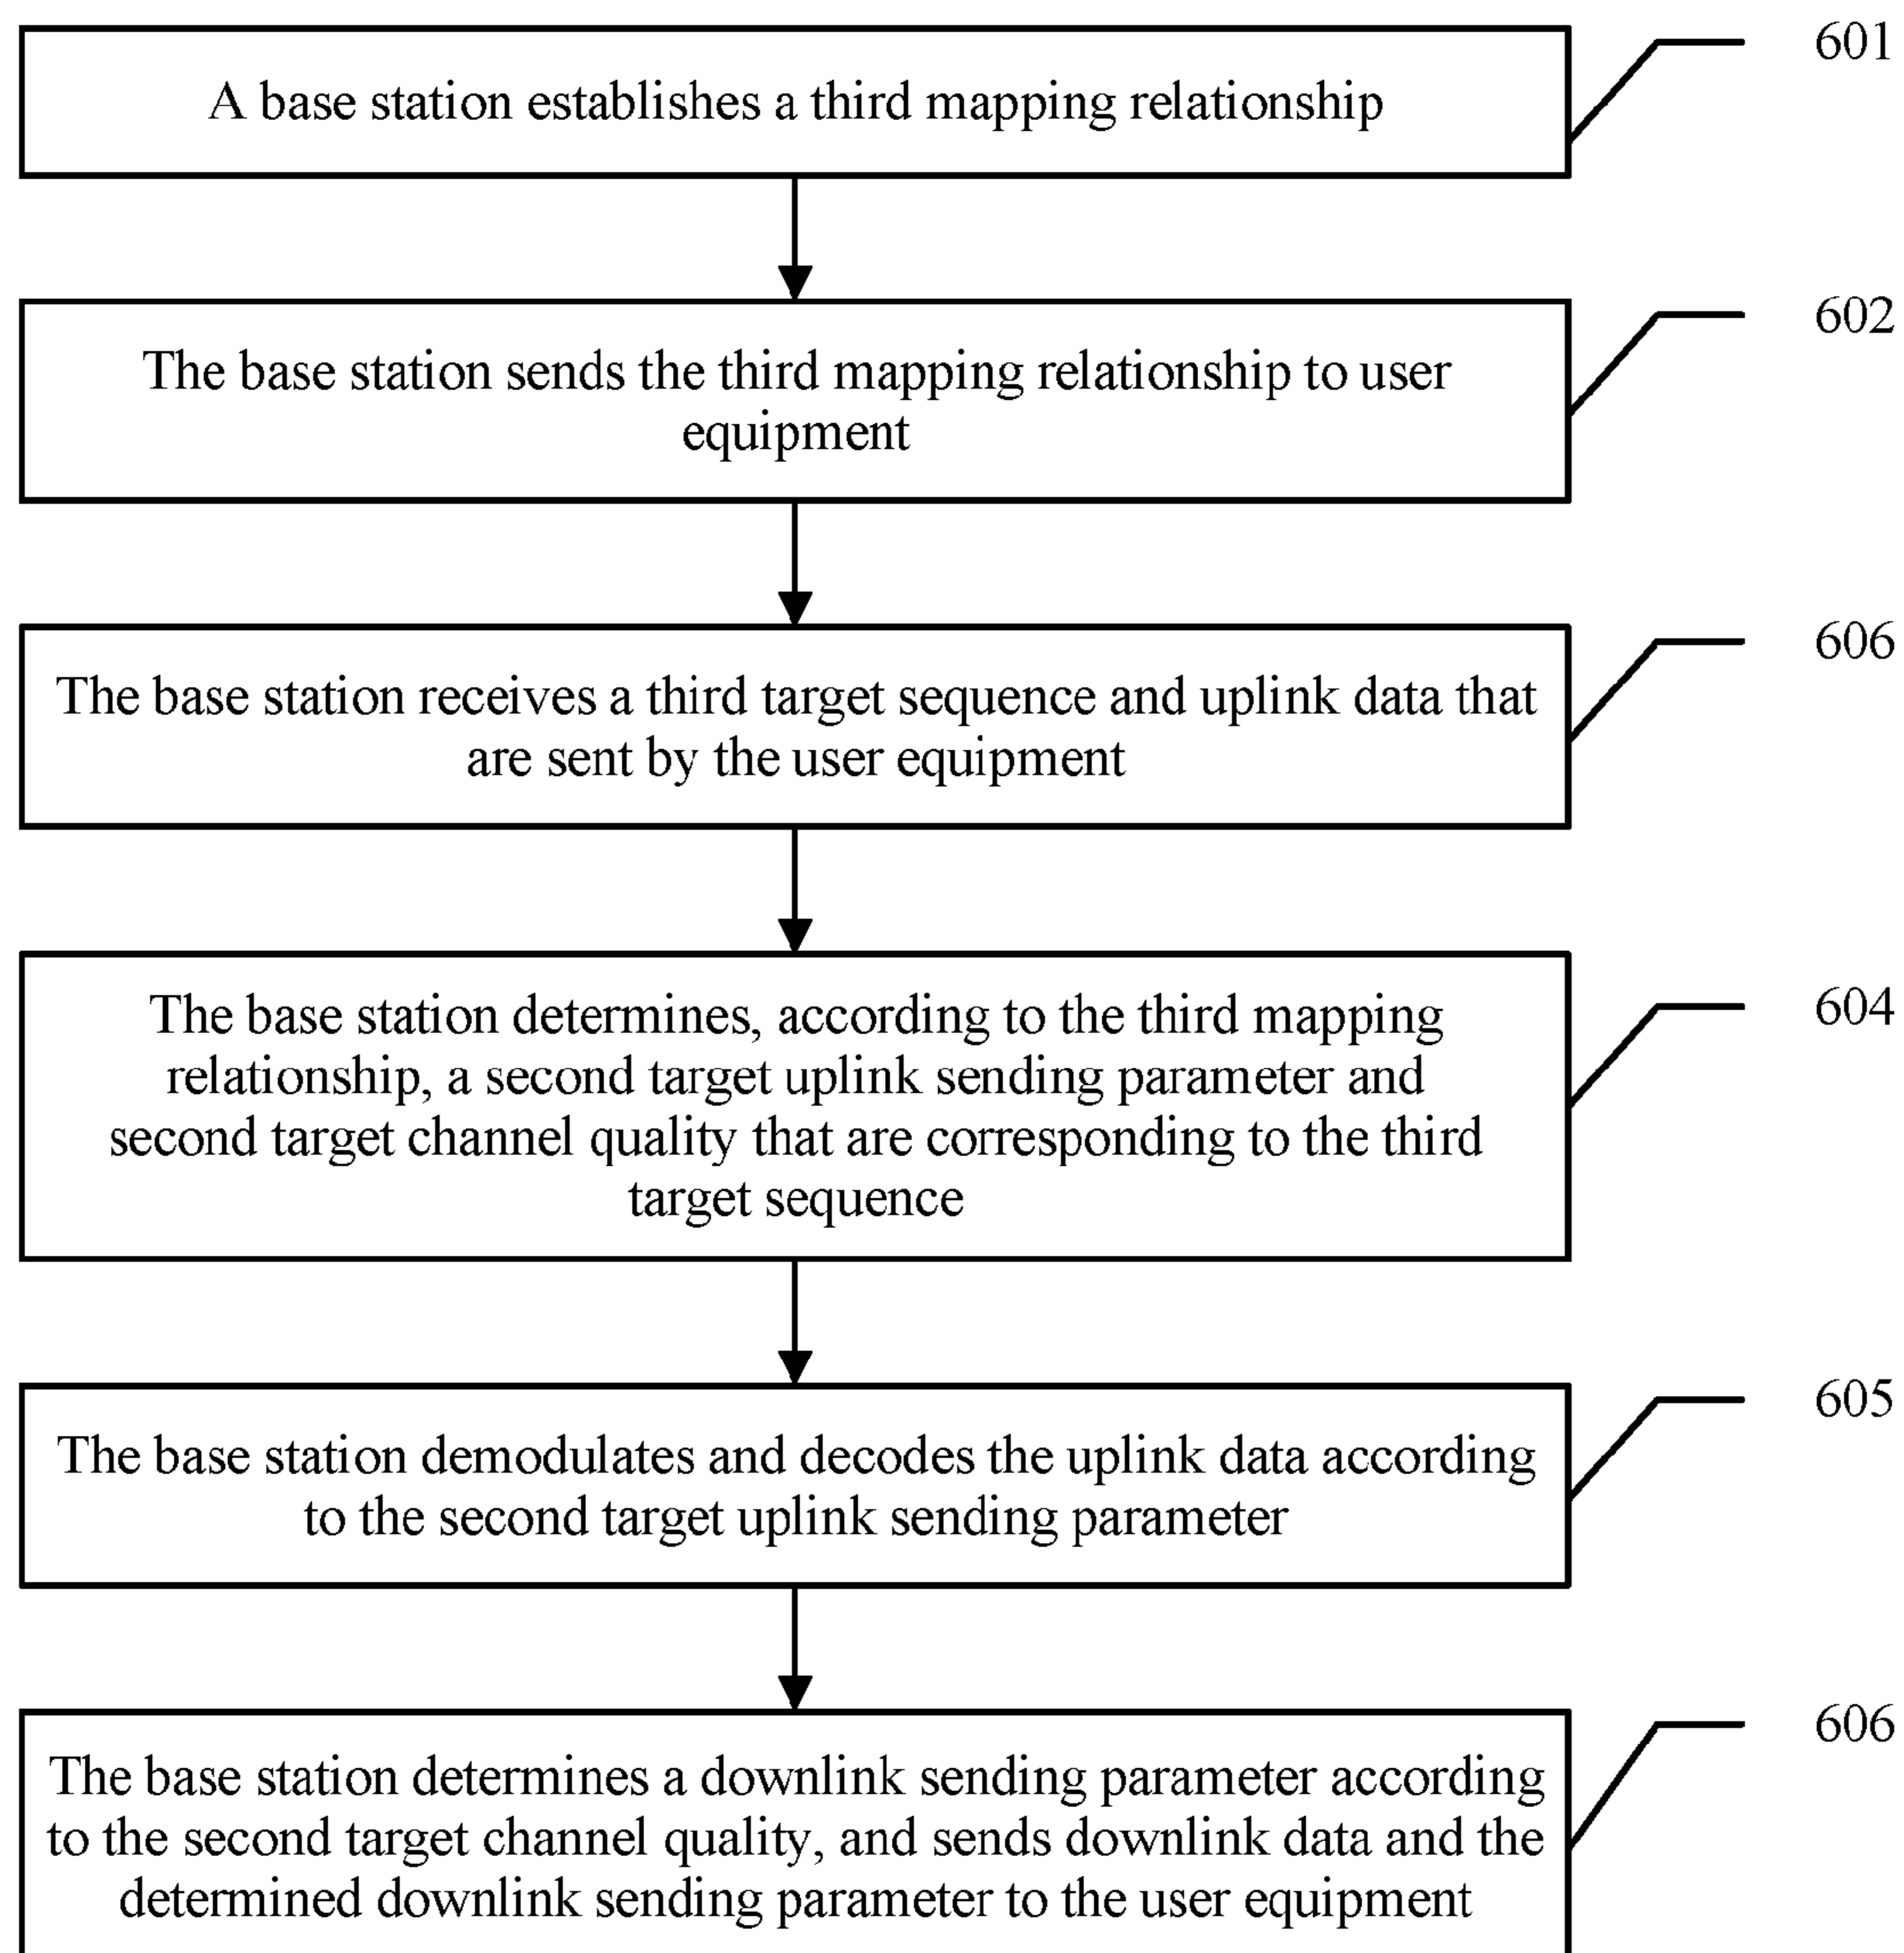 601
A base station establishes a third mapping relationship
602
The base station sends the third mapping relationship to user
equipment
606
The base station receives a third target sequence and uplink data that
are sent by the user equipment
604
The base station determines, according to the third mapping
relationship, a second target uplink sending parameter and
second target channel quality that are corresponding to the third
target sequence
605
The base station demodulates and decodes the uplink data according
to the second target uplink sending parameter
606
The base station determines a downlink sending parameter according
to the second target channel quality, and sends downlink data and the
determined downlink sending parameter to the user equipment